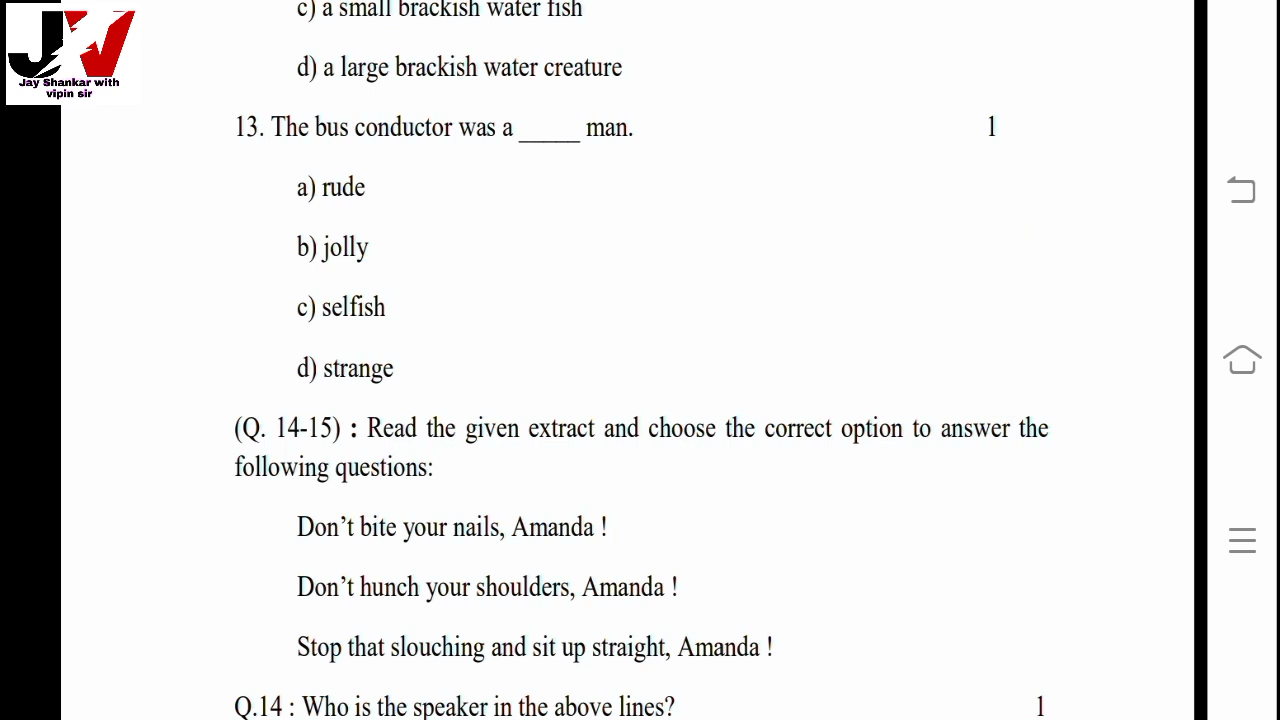 JV
Jay Shankar with
vipin sir
c) a small brackish water fish
d) a large brackish water creature
13. The bus conductor was a _____ man. 1
a) rude
b) jolly
c) selfish
d) strange
(Q. 14-15) : Read the given extract and choose the correct option to answer the
following questions:
Don’t bite your nails, Amanda !
Don’t hunch your shoulders, Amanda !
Stop that slouching and sit up straight, Amanda !
Q.14 : Who is the speaker in the above lines? 1